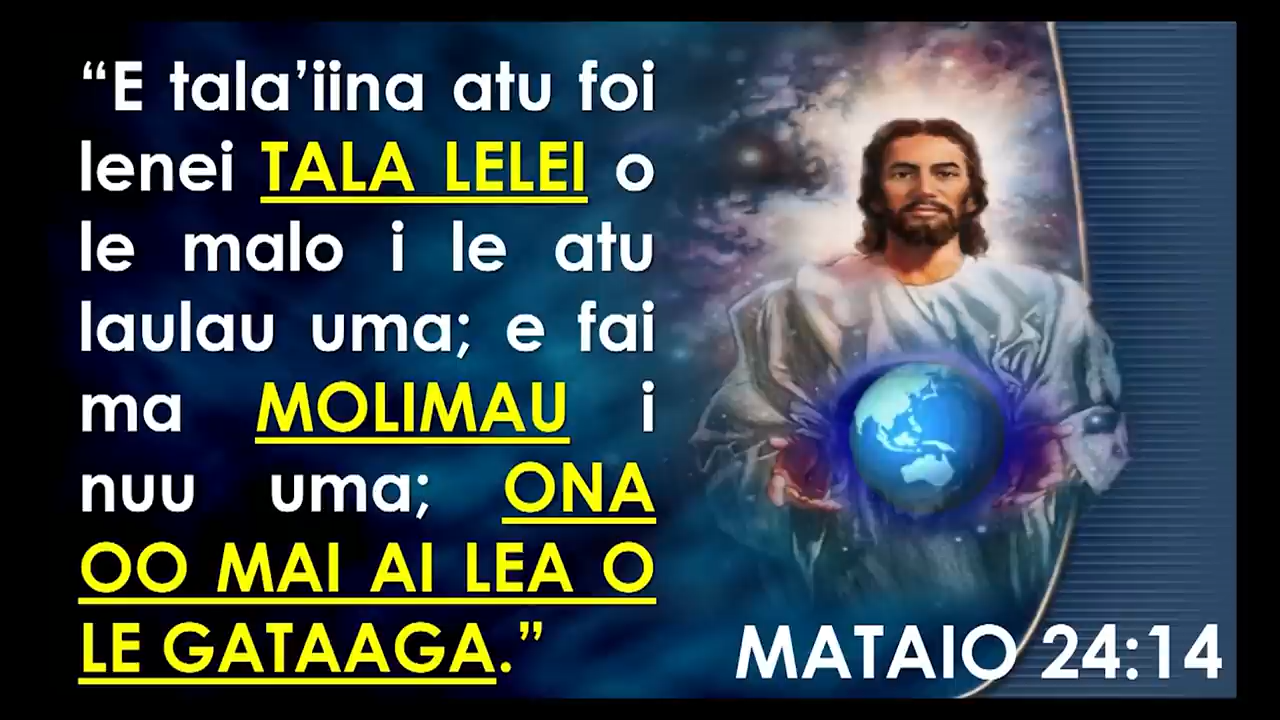 “E tala’iina atu foi
lenei TALA LELEI o
le malo i le atu
laulau uma; e fai
ma MOLIMAU i
nuu uma; ONA
OO MAI AI LEA O
LE GATAAGA.”
MATAIO 24:14